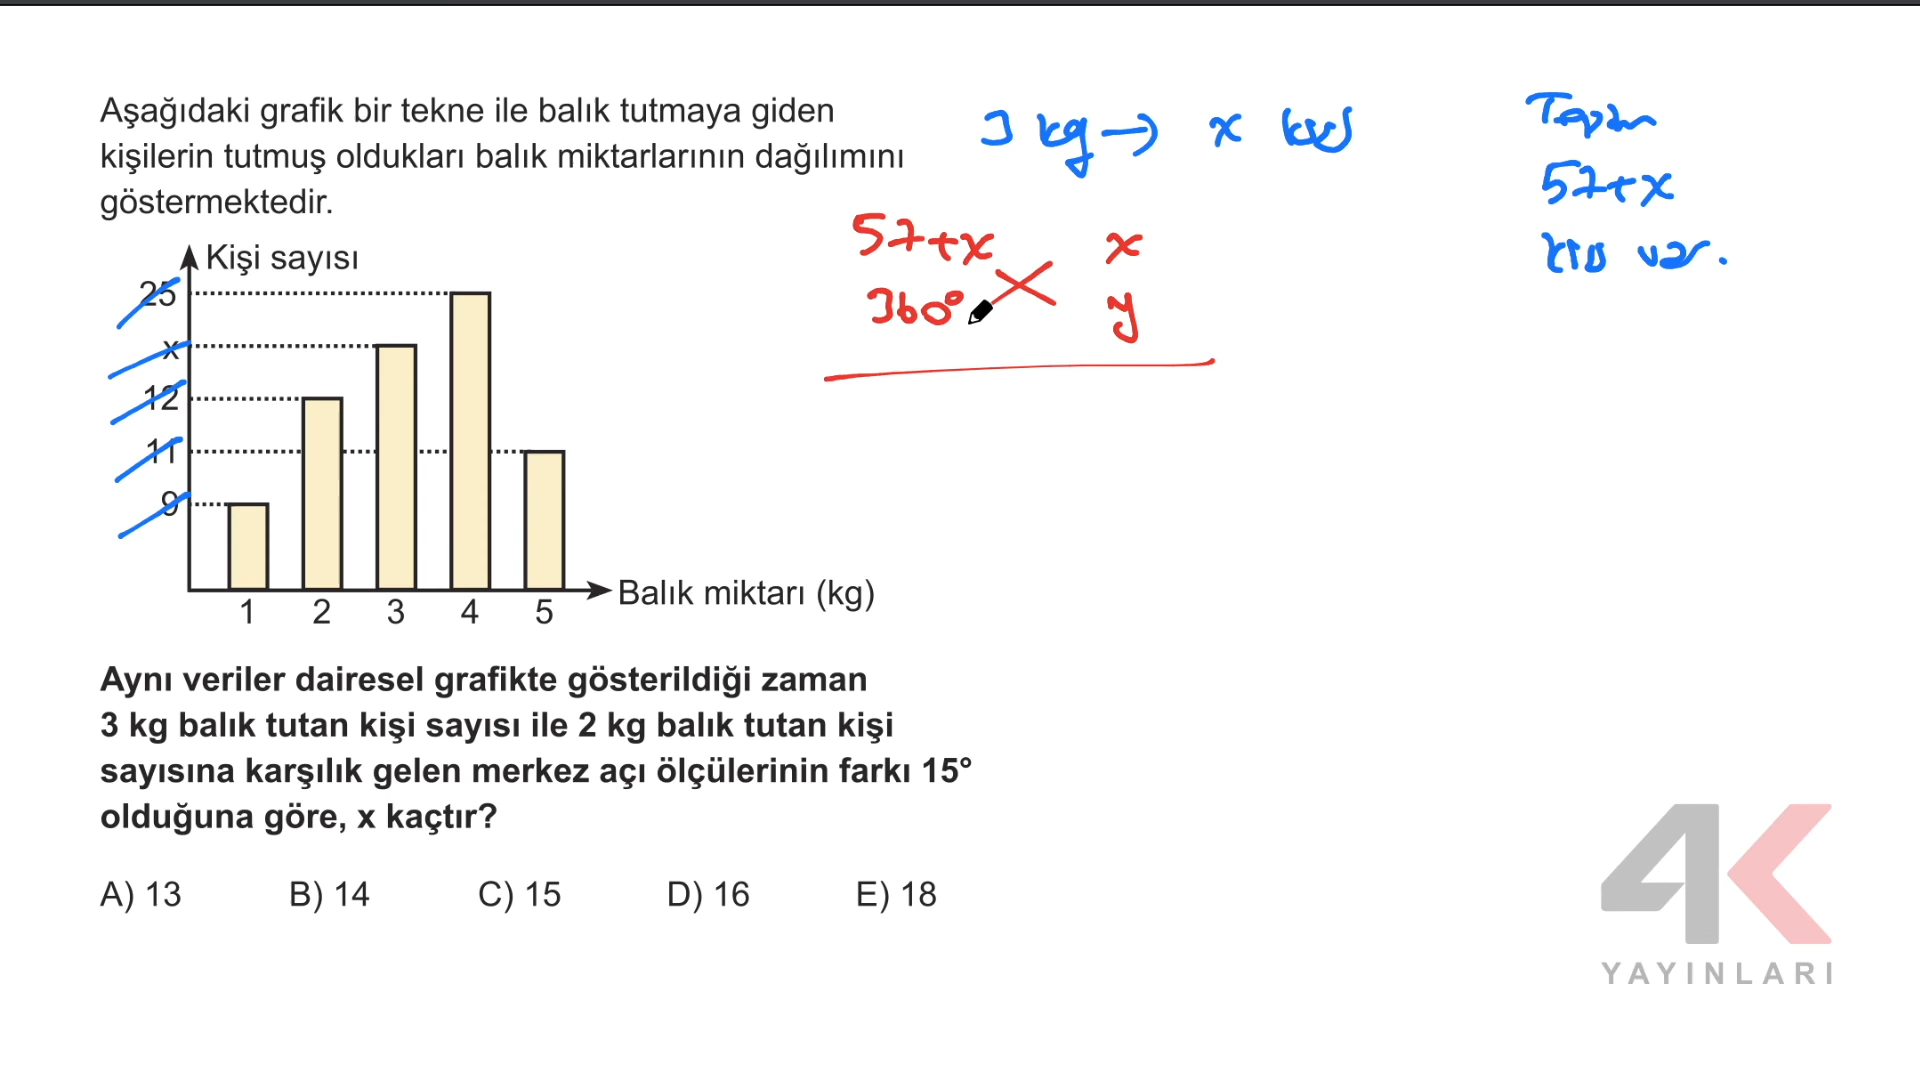 Aşağıdaki grafik bir tekne ile balık tutmaya giden
kişilerin tutmuş oldukları balık miktarlarının dağılımını
göstermektedir.
3 kg → x kişi
Toplam
57+x
kişi var.
57+x x
360° y
Kişi sayısı
25
x
12
11
9
1 2 3 4 5
Balık miktarı (kg)
Aynı veriler dairesel grafikte gösterildiği zaman
3 kg balık tutan kişi sayısı ile 2 kg balık tutan kişi
sayısına karşılık gelen merkez açı ölçülerinin farkı 15°
olduğuna göre, x kaçtır?
A) 13 B) 14 C) 15 D) 16 E) 18
4K
YAYINLARI